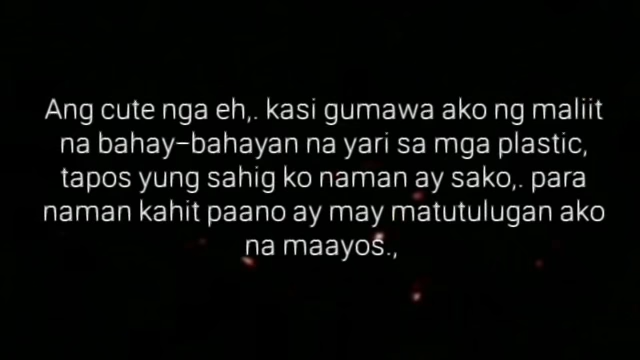 Ang cute nga eh,. kasi gumawa ako ng maliit
na bahay-bahayan na yari sa mga plastic,
tapos yung sahig ko naman ay sako,. para
naman kahit paano ay may matutulugan ako
na maayos.,